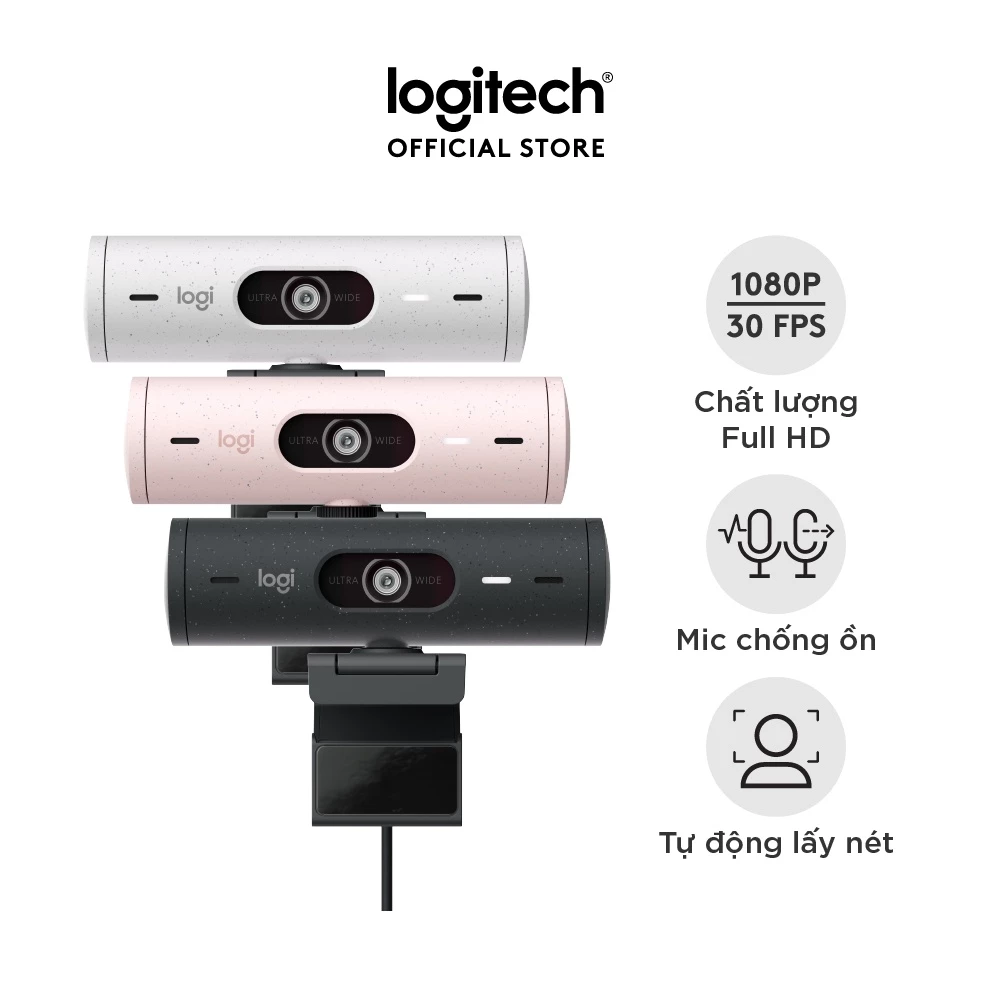 logitech®
OFFICIAL STORE
logi ULTRA WIDE
logi ULTRA WIDE
logi ULTRA WIDE
1080P
30 FPS
Chất lượng
Full HD
Mic chống ồn
Tự động lấy nét